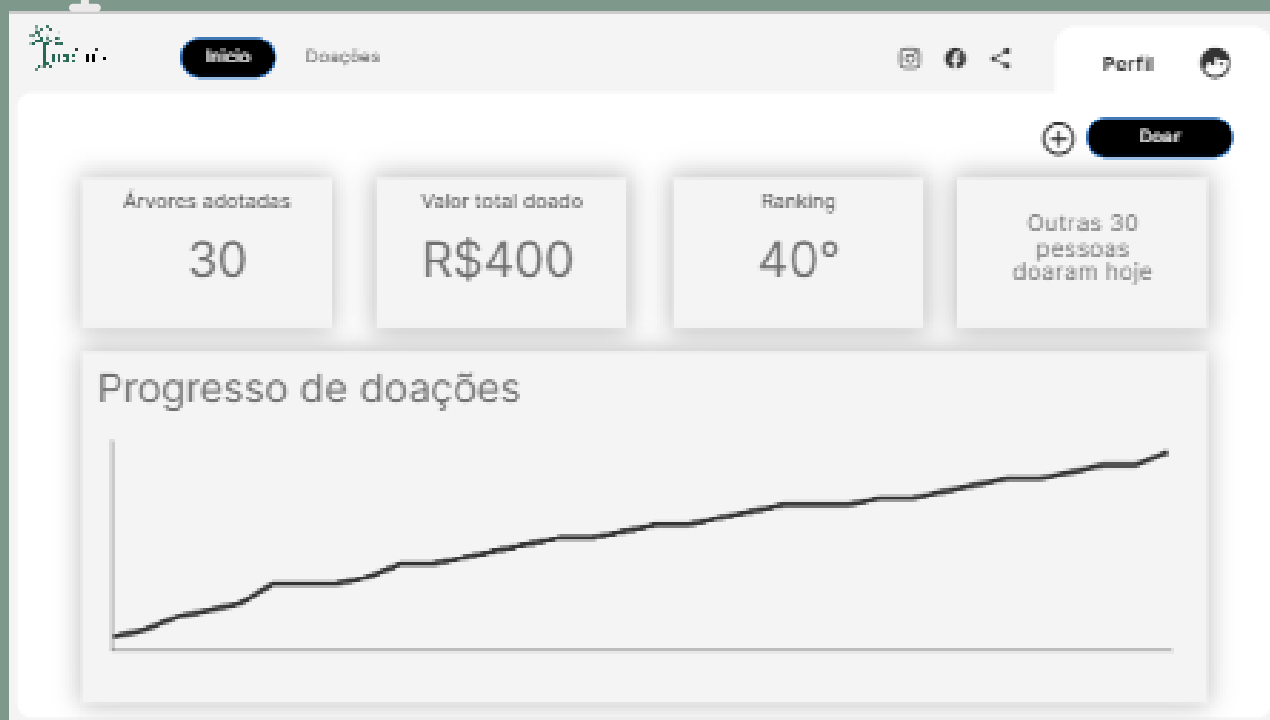 Início
Doações
Perfil
Doar
Árvores adotadas
30
Valor total doado
R$400
Ranking
40º
Outras 30
pessoas
doaram hoje
Progresso de doações